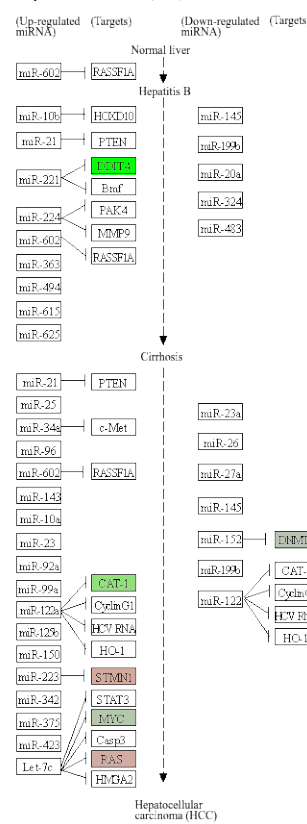 (Up-regulated (Targets)
miRNA)
(Down-regulated (Targets
miRNA)
Normal liver
miR-602 RASSF1A
Hepatitis B
miR-10b HOXD10
miR-21 PTEN
miR-221 DDIT4
Bmf
miR-224 PAK4
MMP9
miR-602 RASSF1A
miR-363
miR-494
miR-615
miR-625
miR-145
miR-199b
miR-20a
miR-324
miR-483
Cirrhosis
miR-21 PTEN
miR-25
miR-34a c-Met
miR-96
miR-602 RASSF1A
miR-143
miR-10a
miR-23
miR-92a
miR-99a CAT-1
miR-122a CyclinG1
miR-125b HCV RNA
HO-1
miR-150
miR-223 STMN1
miR-342 STAT3
miR-375 MYC
miR-423 Casp3
Let-7c RAS
HMGA2
miR-23a
miR-26
miR-27a
miR-145
miR-152 DNMT
miR-199b CAT-
miR-122 CyclinG
HCV RN
HO-1
Hepatocellular
carcinoma (HCC)